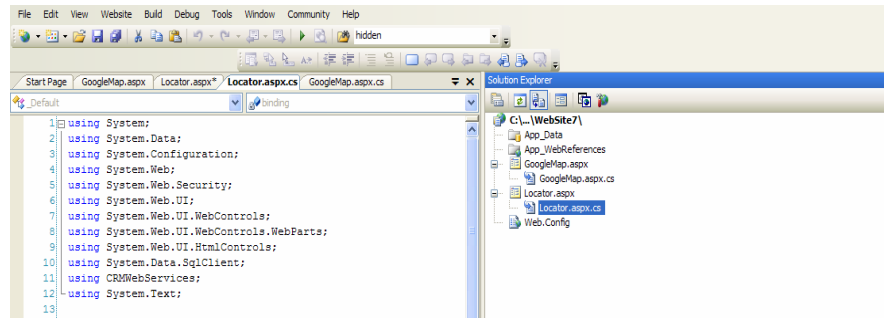 File Edit View Website Build Debug Tools Window Community Help
hidden
Start Page GoogleMap.aspx Locator.aspx* Locator.aspx.cs GoogleMap.aspx.cs
_Default binding
1 using System;
2 using System.Data;
3 using System.Configuration;
4 using System.Web;
5 using System.Web.Security;
6 using System.Web.UI;
7 using System.Web.UI.WebControls;
8 using System.Web.UI.WebControls.WebParts;
9 using System.Web.UI.HtmlControls;
10 using System.Data.SqlClient;
11 using CRMWebServices;
12 using System.Text;
13
Solution Explorer
C:\...\WebSite7\
App_Data
App_WebReferences
GoogleMap.aspx
GoogleMap.aspx.cs
Locator.aspx
Locator.aspx.cs
Web.Config